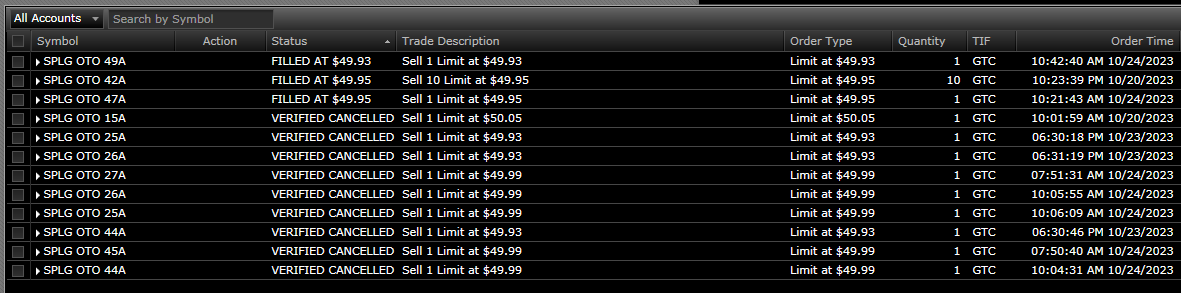 All Accounts Search by Symbol
Symbol Action Status Trade Description Order Type Quantity TIF Order Time
SPLG OTO 49A FILLED AT $49.93 Sell 1 Limit at $49.93 Limit at $49.93 1 GTC 10:42:40 AM 10/24/2023
SPLG OTO 42A FILLED AT $49.95 Sell 10 Limit at $49.95 Limit at $49.95 10 GTC 10:23:39 PM 10/20/2023
SPLG OTO 47A FILLED AT $49.95 Sell 1 Limit at $49.95 Limit at $49.95 1 GTC 10:21:43 AM 10/24/2023
SPLG OTO 15A VERIFIED CANCELLED Sell 1 Limit at $50.05 Limit at $50.05 1 GTC 10:01:59 AM 10/20/2023
SPLG OTO 25A VERIFIED CANCELLED Sell 1 Limit at $49.93 Limit at $49.93 1 GTC 06:30:18 PM 10/23/2023
SPLG OTO 26A VERIFIED CANCELLED Sell 1 Limit at $49.93 Limit at $49.93 1 GTC 06:31:19 PM 10/23/2023
SPLG OTO 27A VERIFIED CANCELLED Sell 1 Limit at $49.99 Limit at $49.99 1 GTC 07:51:31 AM 10/24/2023
SPLG OTO 26A VERIFIED CANCELLED Sell 1 Limit at $49.99 Limit at $49.99 1 GTC 10:05:55 AM 10/24/2023
SPLG OTO 25A VERIFIED CANCELLED Sell 1 Limit at $49.99 Limit at $49.99 1 GTC 10:06:09 AM 10/24/2023
SPLG OTO 44A VERIFIED CANCELLED Sell 1 Limit at $49.93 Limit at $49.93 1 GTC 06:30:46 PM 10/23/2023
SPLG OTO 45A VERIFIED CANCELLED Sell 1 Limit at $49.99 Limit at $49.99 1 GTC 07:50:40 AM 10/24/2023
SPLG OTO 44A VERIFIED CANCELLED Sell 1 Limit at $49.99 Limit at $49.99 1 GTC 10:04:31 AM 10/24/2023